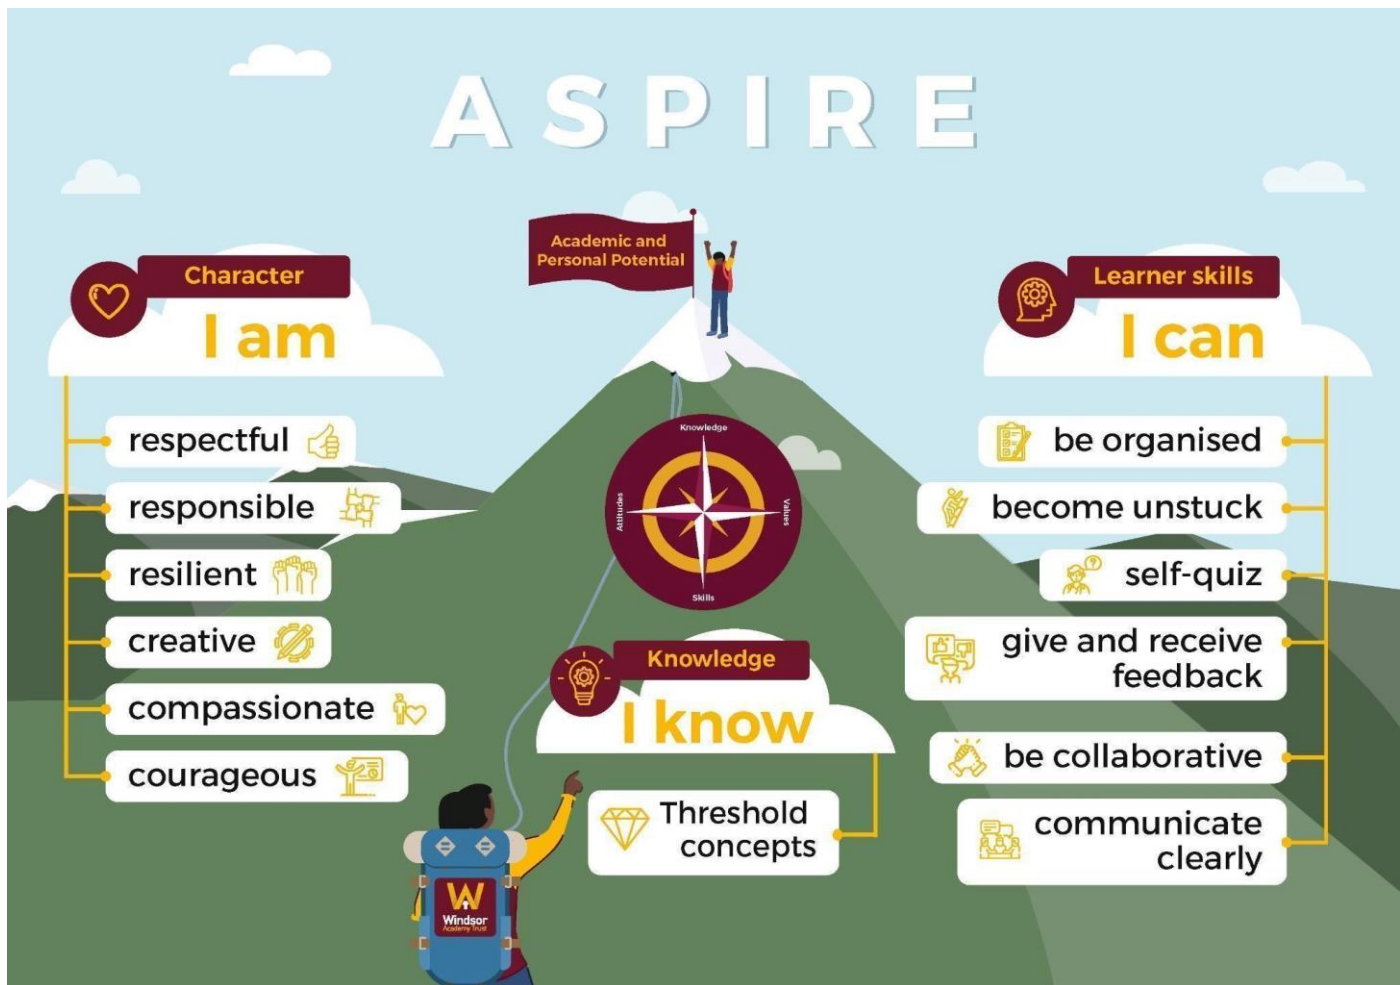 ASPIRE
Academic and
Personal Potential
Character
I am
respectful
responsible
resilient
creative
compassionate
courageous
Knowledge
Attitudes
Values
Skills
Knowledge
I know
Threshold
concepts
Learner skills
I can
be organised
become unstuck
self-quiz
give and receive
feedback
be collaborative
communicate
clearly
W
Windsor
Academy Trust